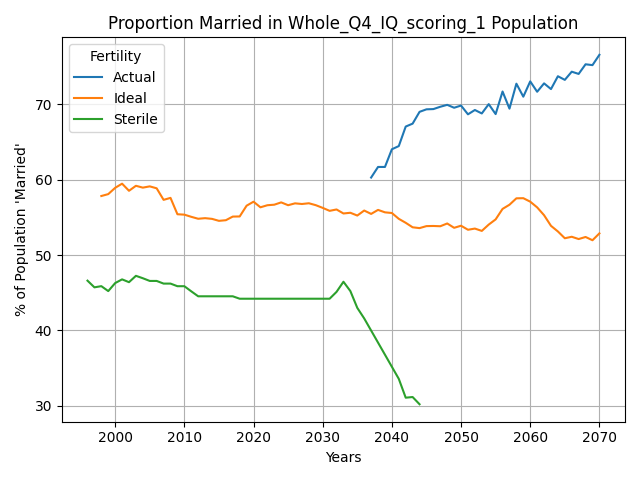 Proportion Married in Whole_Q4_IQ_scoring_1 Population
Fertility
Actual
Ideal
Sterile
% of Population 'Married'
70
60
50
40
30
2000 2010 2020 2030 2040 2050 2060 2070
Years